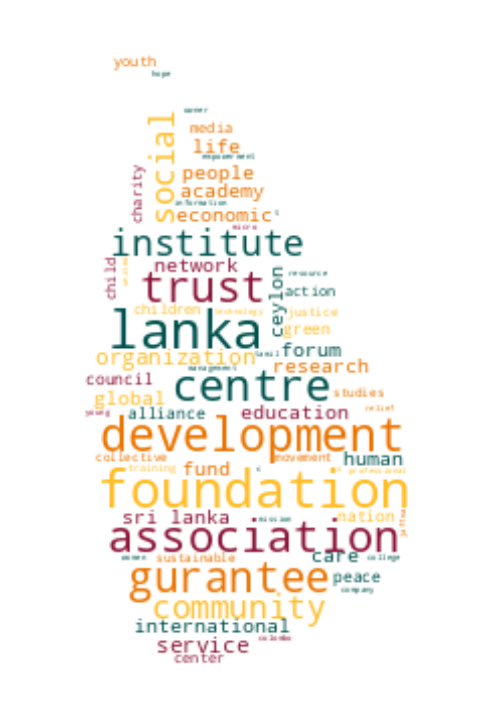 youth
hope
owner
social
media
life
empowerment
people
charity
academy
information
economic
micro
institute
network
child
trust
ceylon
resource
action
children
technology
justice
lanka
green
organization
tamil
forum
management
research
council
centre
global
studies
young
alliance
education
relief
development
collective
movement
human
training
fund
professional
foundation
sri lanka
mission
nation
jaffna
association
women
sustainable
care
college
gurantee
peace
company
community
international
service
colombo
center